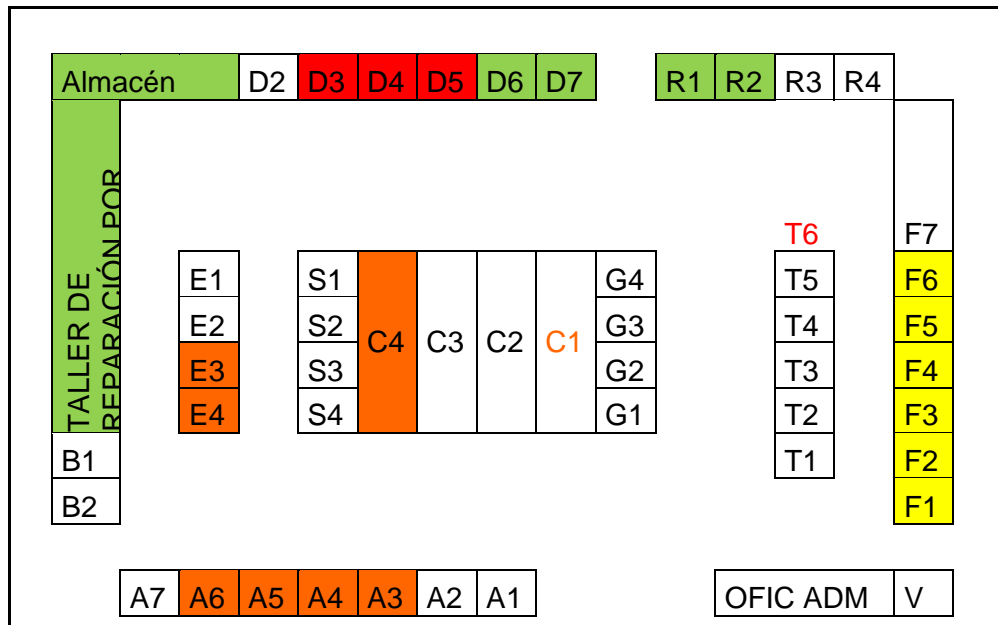 Almacén D2 D3 D4 D5 D6 D7 R1 R2 R3 R4
TALLER DE
REPARACIÓN POR
T6 F7
E1 S1 G4 T5 F6
E2 S2 G3 T4 F5
C4 C3 C2 C1
E3 S3 G2 T3 F4
E4 S4 G1 T2 F3
B1 T1 F2
B2 F1
A7 A6 A5 A4 A3 A2 A1 OFIC ADM V